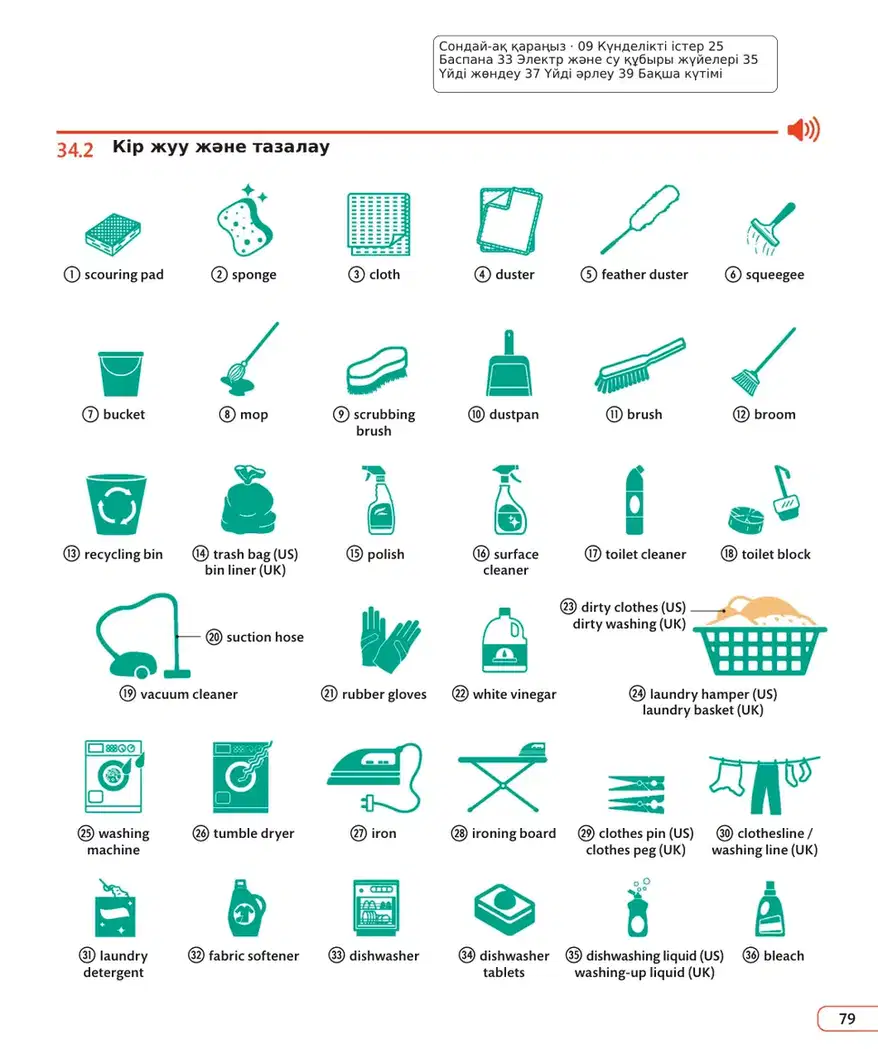 Сондай-ақ қараңыз · 09 Күнделікті істер 25
Баспана 33 Электр және су құбыры жүйелері 35
Үйді жөндеу 37 Үйді әрлеу 39 Бақша күтімі
34.2 Кір жуу және тазалау
① scouring pad
② sponge
③ cloth
④ duster
⑤ feather duster
⑥ squeegee
⑦ bucket
⑧ mop
⑨ scrubbing
brush
⑩ dustpan
⑪ brush
⑫ broom
⑬ recycling bin
⑭ trash bag (US)
bin liner (UK)
⑮ polish
⑯ surface
cleaner
⑰ toilet cleaner
⑱ toilet block
⑲ vacuum cleaner
⑳ suction hose
㉑ rubber gloves
㉒ white vinegar
㉓ dirty clothes (US)
dirty washing (UK)
㉔ laundry hamper (US)
laundry basket (UK)
㉕ washing
machine
㉖ tumble dryer
㉗ iron
㉘ ironing board
㉙ clothes pin (US)
clothes peg (UK)
㉚ clothesline /
washing line (UK)
㉛ laundry
detergent
㉜ fabric softener
㉝ dishwasher
㉞ dishwasher
tablets
㉟ dishwashing liquid (US)
washing-up liquid (UK)
㊱ bleach
79